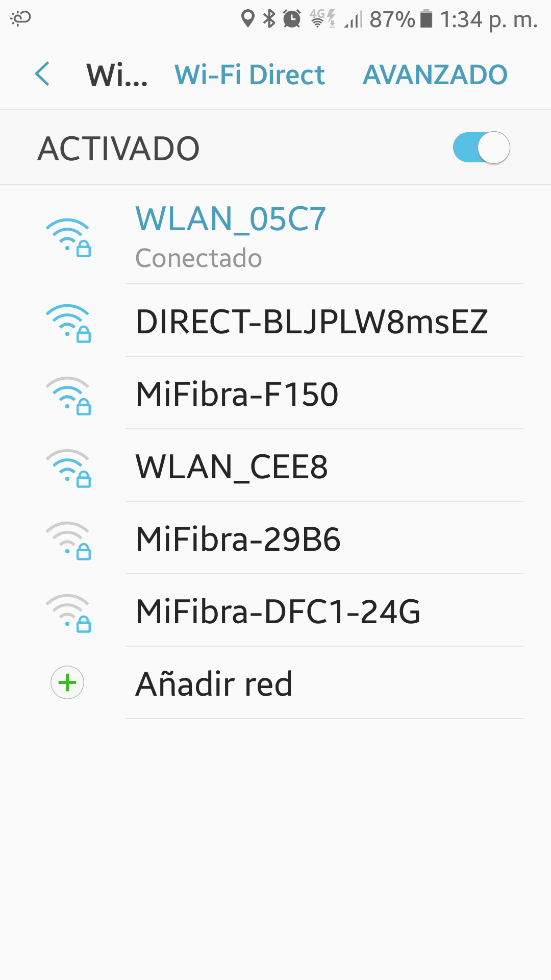 4G 87% 1:34 p. m.
Wi... Wi-Fi Direct AVANZADO
ACTIVADO
WLAN_05C7
Conectado
DIRECT-BLJPLW8msEZ
MiFibra-F150
WLAN_CEE8
MiFibra-29B6
MiFibra-DFC1-24G
Añadir red